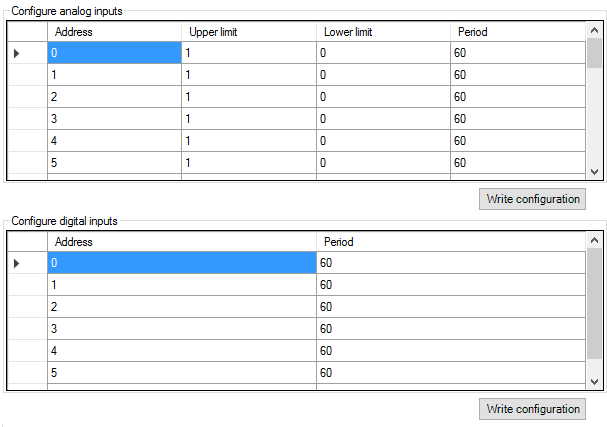 Configure analog inputs
Address Upper limit Lower limit Period
0 1 0 60
1 1 0 60
2 1 0 60
3 1 0 60
4 1 0 60
5 1 0 60
Write configuration
Configure digital inputs
Address Period
0 60
1 60
2 60
3 60
4 60
5 60
Write configuration